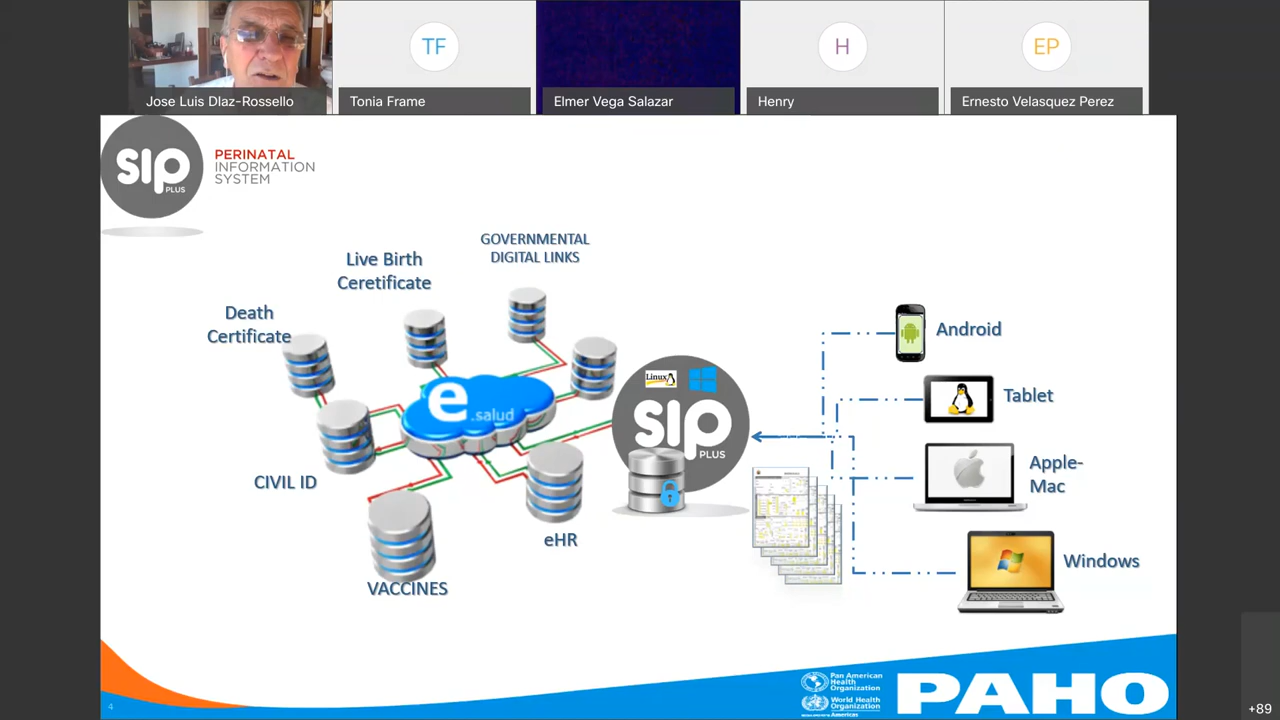 TF
H
EP
Jose Luis DIaz-Rossello
Tonia Frame
Elmer Vega Salazar
Henry
Ernesto Velasquez Perez
sip
PLUS
PERINATAL
INFORMATION
SYSTEM
GOVERNMENTAL
DIGITAL LINKS
Live Birth
Ceretificate
Death
Certificate
e.salud
CIVIL ID
VACCINES
eHR
Linux
sip
PLUS
Android
Tablet
Apple-
Mac
Windows
4
Pan American
Health
Organization
World Health
Organization
Americas
PAHO
+89